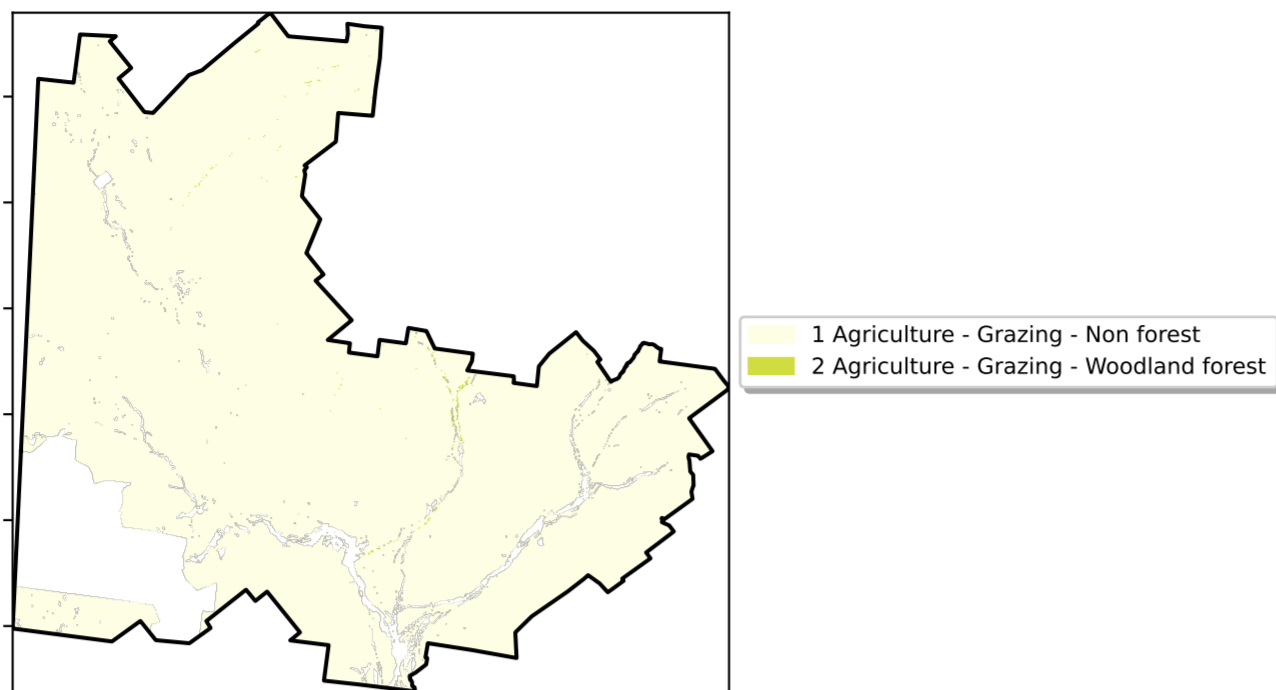 1 Agriculture - Grazing - Non forest
2 Agriculture - Grazing - Woodland forest